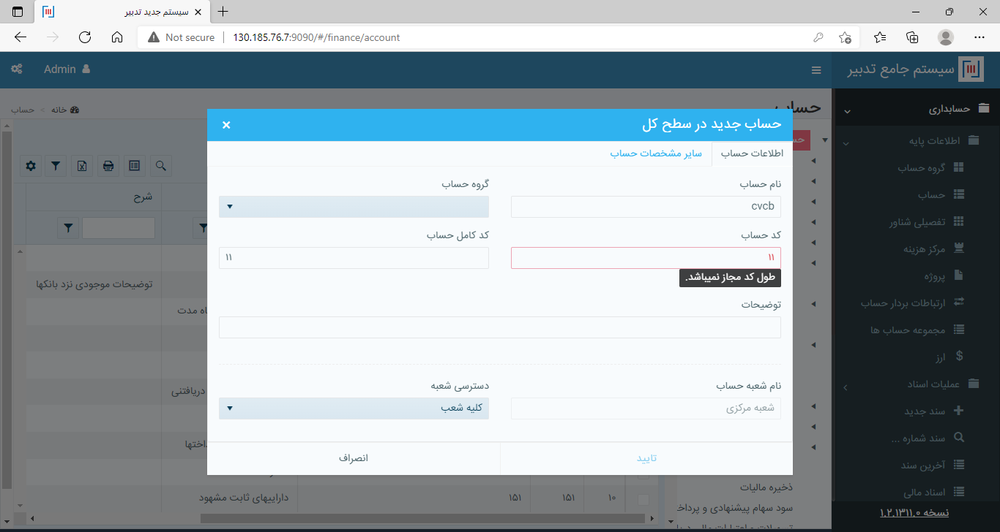 سیستم جدید تدبیر
Not secure
130.185.76.7:9090/#/finance/account
سیستم جامع تدبیر
Admin
حسابداری
اطلاعات پایه
گروه حساب
حساب
تفصیلی شناور
مرکز هزینه
پروژه
ارتباطات بردار حساب
مجموعه حساب ها
ارز
عملیات اسناد
سند جدید
سند شماره ...
آخرین سند
اسناد مالی
نسخه ۱.۲.۱۳۱۱.۰
حساب
خانه > حساب
حساب جدید در سطح کل
اطلاعات حساب
سایر مشخصات حساب
نام حساب
گروه حساب
cvcb
کد حساب
کد کامل حساب
۱۱
۱۱
طول کد مجاز نمیباشد.
توضیحات
نام شعبه حساب
دسترسی شعبه
شعبه مرکزی
کلیه شعب
تایید
انصراف
شرح
توضیحات موجودی نزد بانکها
مدت
دریافتنی
ذخیره مالیات
سود سهام پیشنهادی و پرداخ
۱۰
۱۵۱
۱۵۱
داراییهای ثابت مشهود